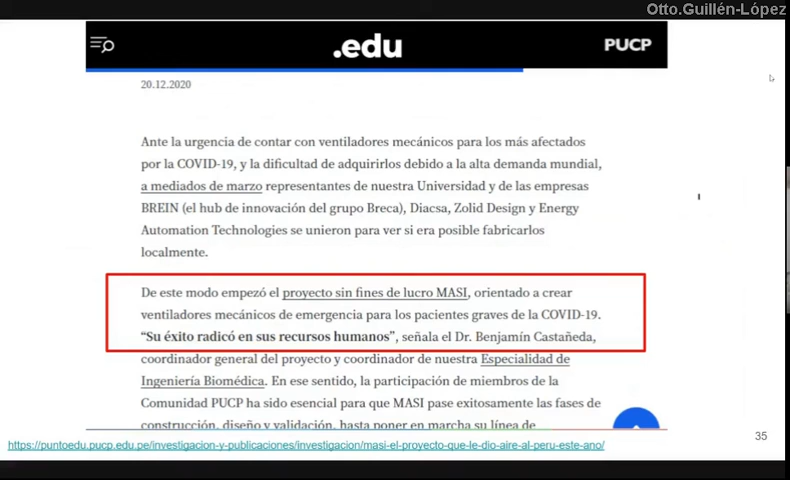 Otto.Guillén-López
.edu
PUCP
20.12.2020
Ante la urgencia de contar con ventiladores mecánicos para los más afectados
por la COVID-19, y la dificultad de adquirirlos debido a la alta demanda mundial,
a mediados de marzo representantes de nuestra Universidad y de las empresas
BREIN (el hub de innovación del grupo Breca), Diacsa, Zolid Design y Energy
Automation Technologies se unieron para ver si era posible fabricarlos
localmente.
De este modo empezó el proyecto sin fines de lucro MASI, orientado a crear
ventiladores mecánicos de emergencia para los pacientes graves de la COVID-19.
“Su éxito radicó en sus recursos humanos”, señala el Dr. Benjamín Castañeda,
coordinador general del proyecto y coordinador de nuestra Especialidad de
Ingeniería Biomédica. En ese sentido, la participación de miembros de la
Comunidad PUCP ha sido esencial para que MASI pase exitosamente las fases de
construcción, diseño y validación, hasta poner en marcha su línea de
https://puntoedu.pucp.edu.pe/investigacion-y-publicaciones/investigacion/masi-el-proyecto-que-le-dio-aire-al-peru-este-ano/
35